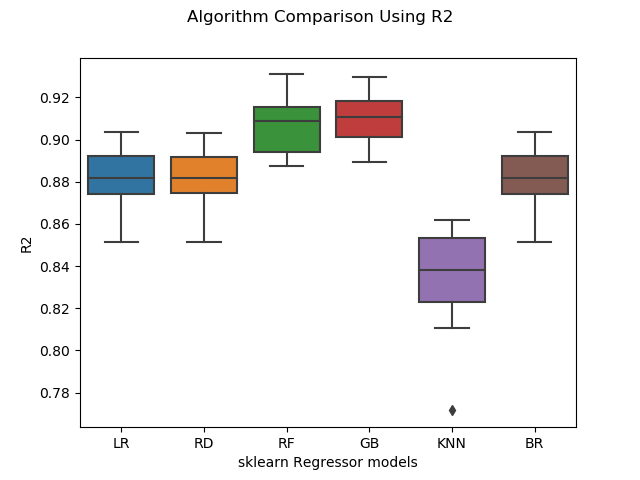 Algorithm Comparison Using R2
0.92
0.90
0.88
0.86
0.84
0.82
0.80
0.78
R2
LR RD RF GB KNN BR
sklearn Regressor models